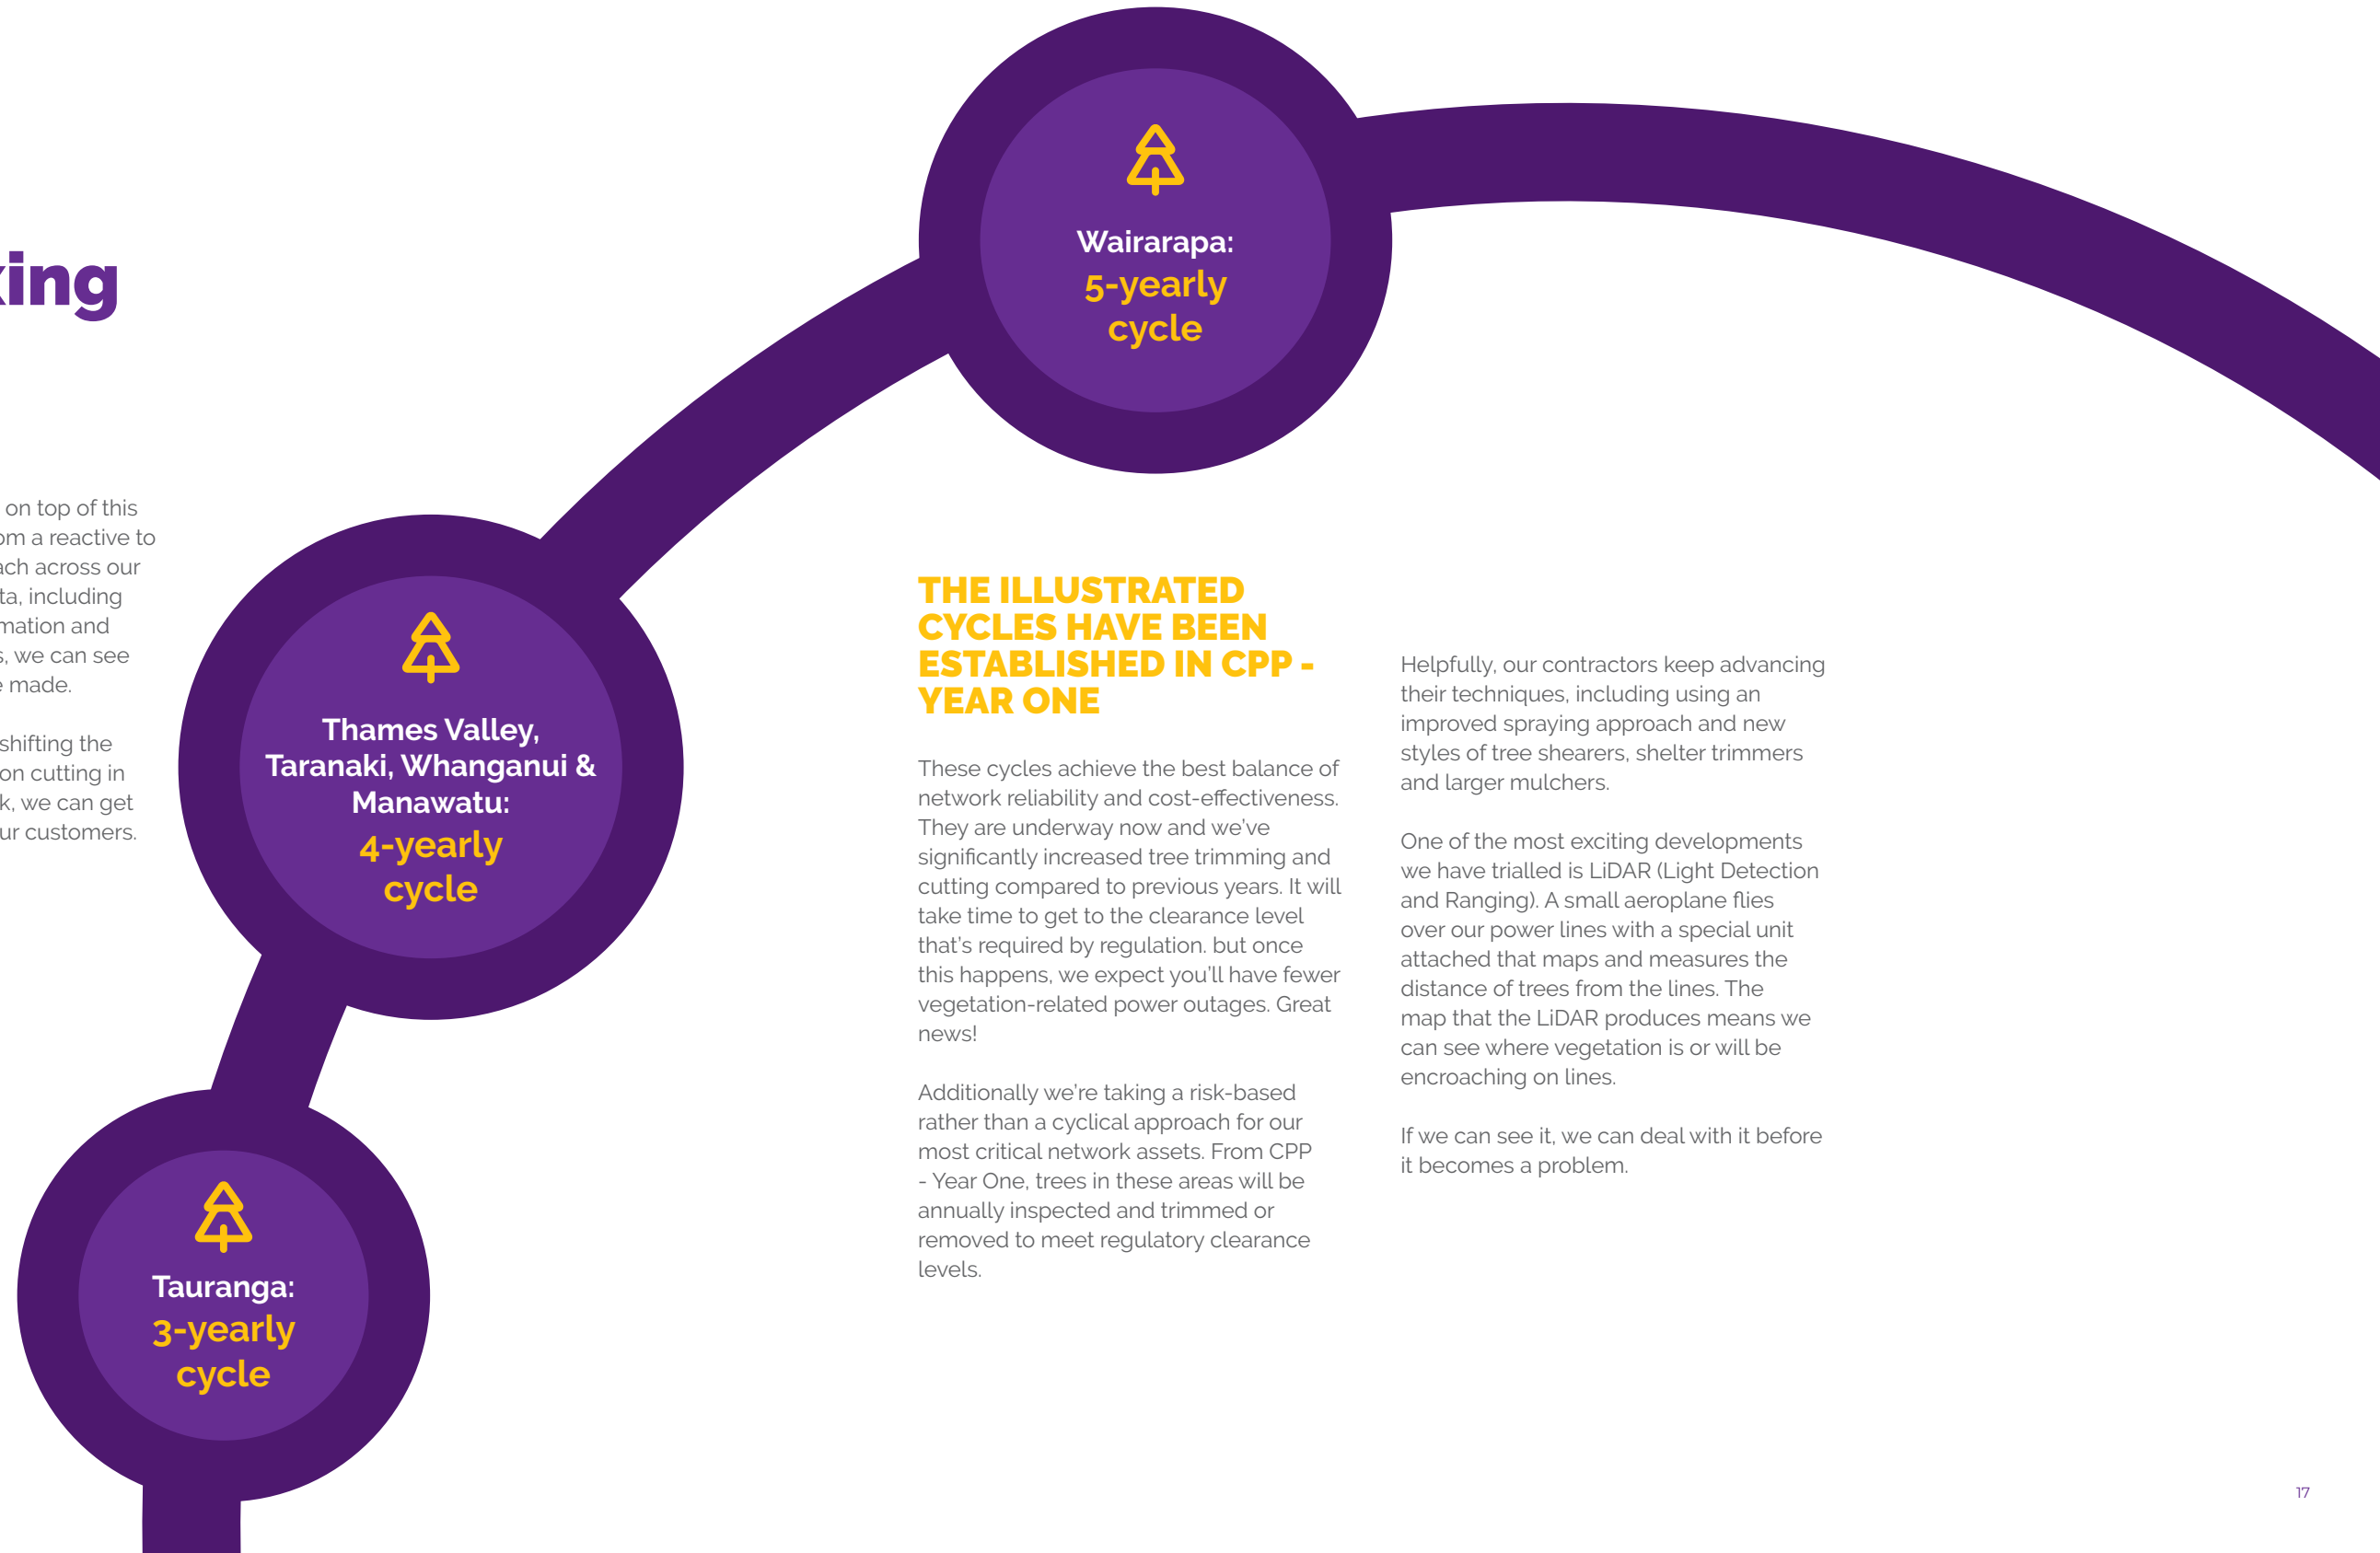 on top of this
a reactive to
across our
including
and
we can see
made.
shifting the
on cutting in
we can get
customers.
Wairarapa:
5-yearly
cycle
Thames Valley,
Taranaki, Whanganui &
Manawatu:
4-yearly
cycle
Tauranga:
3-yearly
cycle
THE ILLUSTRATED
CYCLES HAVE BEEN
ESTABLISHED IN CPP -
YEAR ONE
These cycles achieve the best balance of
network reliability and cost-effectiveness.
They are underway now and we've
significantly increased tree trimming and
cutting compared to previous years. It will
take time to get to the clearance level
that's required by regulation. but once
this happens, we expect you'll have fewer
vegetation-related power outages. Great
news!
Additionally we're taking a risk-based
rather than a cyclical approach for our
most critical network assets. From CPP
- Year One, trees in these areas will be
annually inspected and trimmed or
removed to meet regulatory clearance
levels.
Helpfully, our contractors keep advancing
their techniques, including using an
improved spraying approach and new
styles of tree shearers, shelter trimmers
and larger mulchers.
One of the most exciting developments
we have trialled is LiDAR (Light Detection
and Ranging). A small aeroplane flies
over our power lines with a special unit
attached that maps and measures the
distance of trees from the lines. The
map that the LiDAR produces means we
can see where vegetation is or will be
encroaching on lines.
If we can see it, we can deal with it before
it becomes a problem.
17